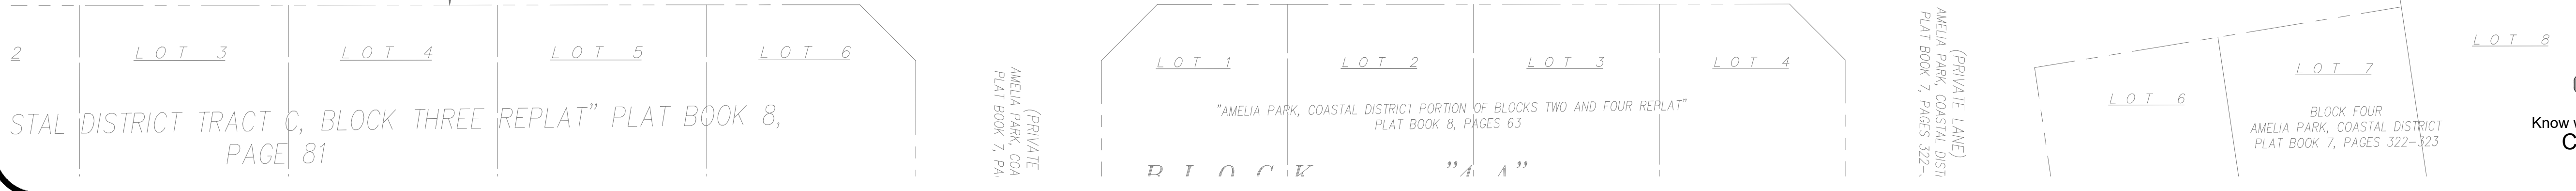 2
LOT 3
LOT 4
LOT 5
LOT 6
STAL DISTRICT TRACT C, BLOCK THREE REPLAT" PLAT BOOK 8,
PAGE 81
(PRIVATE
AMELIA PARK, COA
PLAT BOOK 7, PA
LOT 1
LOT 2
LOT 3
LOT 4
"AMELIA PARK, COASTAL DISTRICT PORTION OF BLOCKS TWO AND FOUR REPLAT"
PLAT BOOK 8, PAGES 63
BLOCK "4A"
(PRIVATE LANE)
AMELIA PARK, COASTAL DISTI
PLAT BOOK 7, PAGES 322-
LOT 6
LOT 7
LOT 8
BLOCK FOUR
AMELIA PARK, COASTAL DISTRICT
PLAT BOOK 7, PAGES 322-323
Know
C